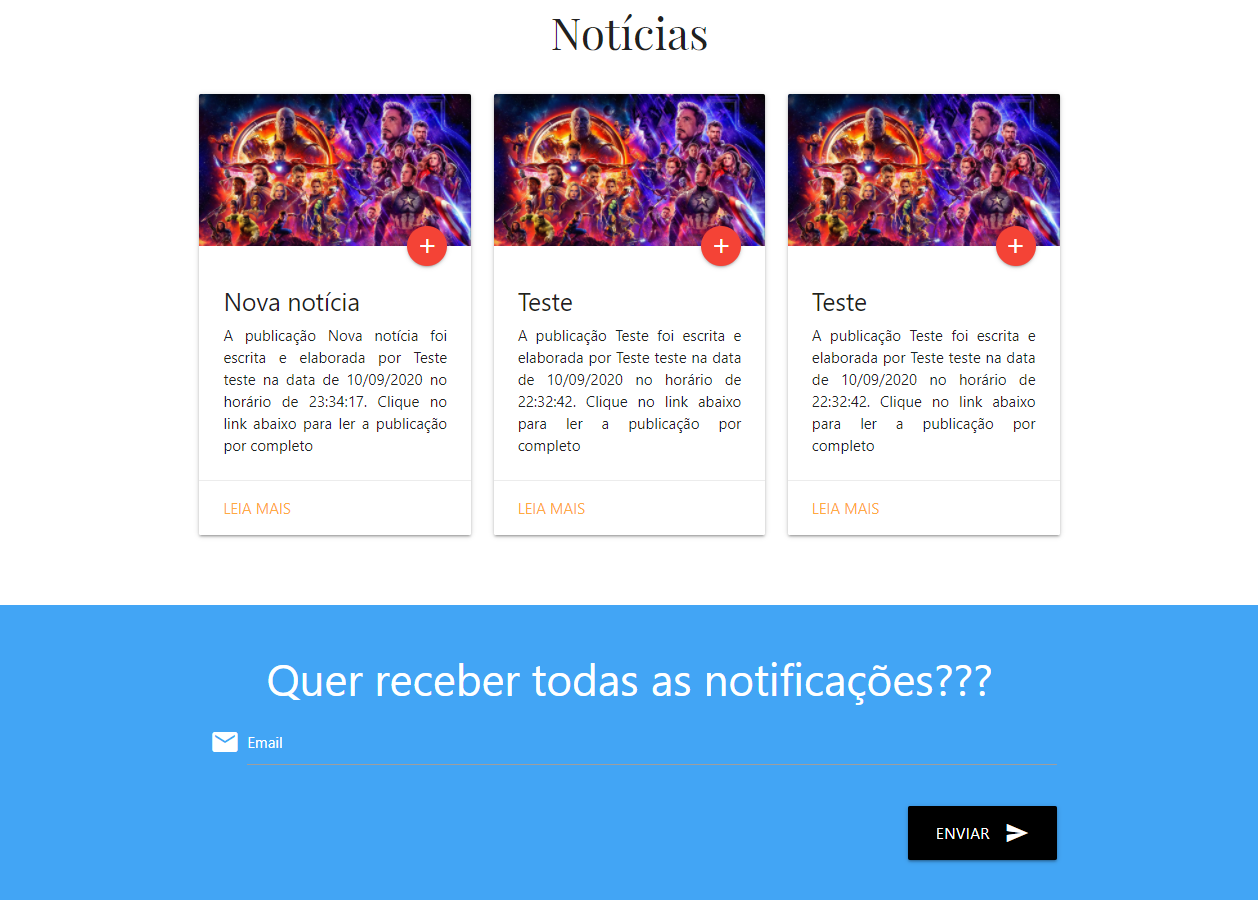 Notícias
Nova notícia
A publicação Nova notícia foi
escrita e elaborada por Teste
teste na data de 10/09/2020 no
horário de 23:34:17. Clique no
link abaixo para ler a publicação
por completo
LEIA MAIS
Teste
A publicação Teste foi escrita e
elaborada por Teste teste na data
de 10/09/2020 no horário de
22:32:42. Clique no link abaixo
para ler a publicação por
completo
LEIA MAIS
Teste
A publicação Teste foi escrita e
elaborada por Teste teste na data
de 10/09/2020 no horário de
22:32:42. Clique no link abaixo
para ler a publicação por
completo
LEIA MAIS
Quer receber todas as notificações???
Email
ENVIAR